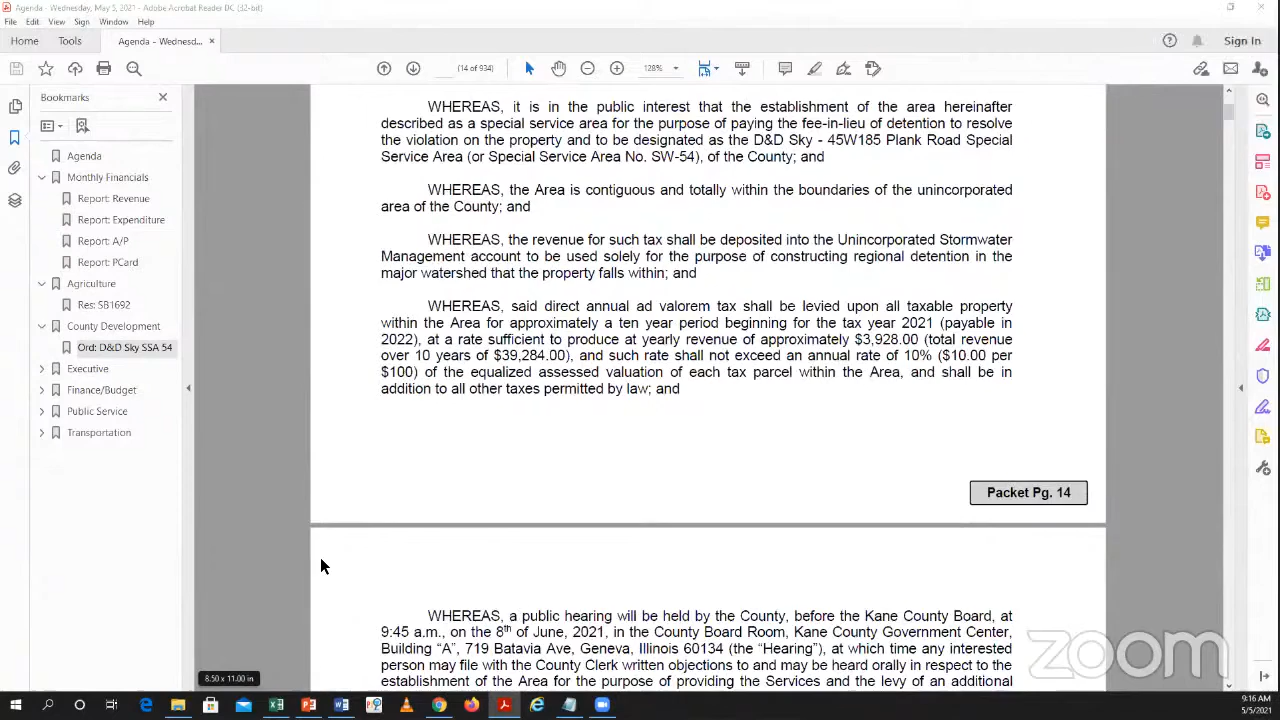 Agenda - Wednesday, May 5, 2021 - Adobe Acrobat Reader DC (32-bit)
File Edit View Sign Window Help
Home Tools Agenda - Wednesd... × Sign In
(14 of 934) 128%
Bookmarks
Agenda
Monthly Financials
Report: Revenue
Report: Expenditure
Report: A/P
Report: PCard
Agriculture
Res: SB1692
County Development
Ord: D&D Sky SSA 54
Executive
Finance/Budget
Public Service
Transportation
WHEREAS, it is in the public interest that the establishment of the area hereinafter
described as a special service area for the purpose of paying the fee-in-lieu of detention to resolve
the violation on the property and to be designated as the D&D Sky - 45W185 Plank Road Special
Service Area (or Special Service Area No. SW-54), of the County; and
WHEREAS, the Area is contiguous and totally within the boundaries of the unincorporated
area of the County; and
WHEREAS, the revenue for such tax shall be deposited into the Unincorporated Stormwater
Management account to be used solely for the purpose of constructing regional detention in the
major watershed that the property falls within; and
WHEREAS, said direct annual ad valorem tax shall be levied upon all taxable property
within the Area for approximately a ten year period beginning for the tax year 2021 (payable in
2022), at a rate sufficient to produce at yearly revenue of approximately $3,928.00 (total revenue
over 10 years of $39,284.00), and such rate shall not exceed an annual rate of 10% ($10.00 per
$100) of the equalized assessed valuation of each tax parcel within the Area, and shall be in
addition to all other taxes permitted by law; and
Packet Pg. 14
WHEREAS, a public hearing will be held by the County, before the Kane County Board, at
9:45 a.m., on the 8th of June, 2021, in the County Board Room, Kane County Government Center,
Building “A”, 719 Batavia Ave, Geneva, Illinois 60134 (the “Hearing”), at which time any interested
person may file with the County Clerk written objections to and may be heard orally in respect to the
establishment of the Area for the purpose of providing the Services and the levy of an additional
8.50 x 11.00 in
zoom
9:16 AM
5/5/2021